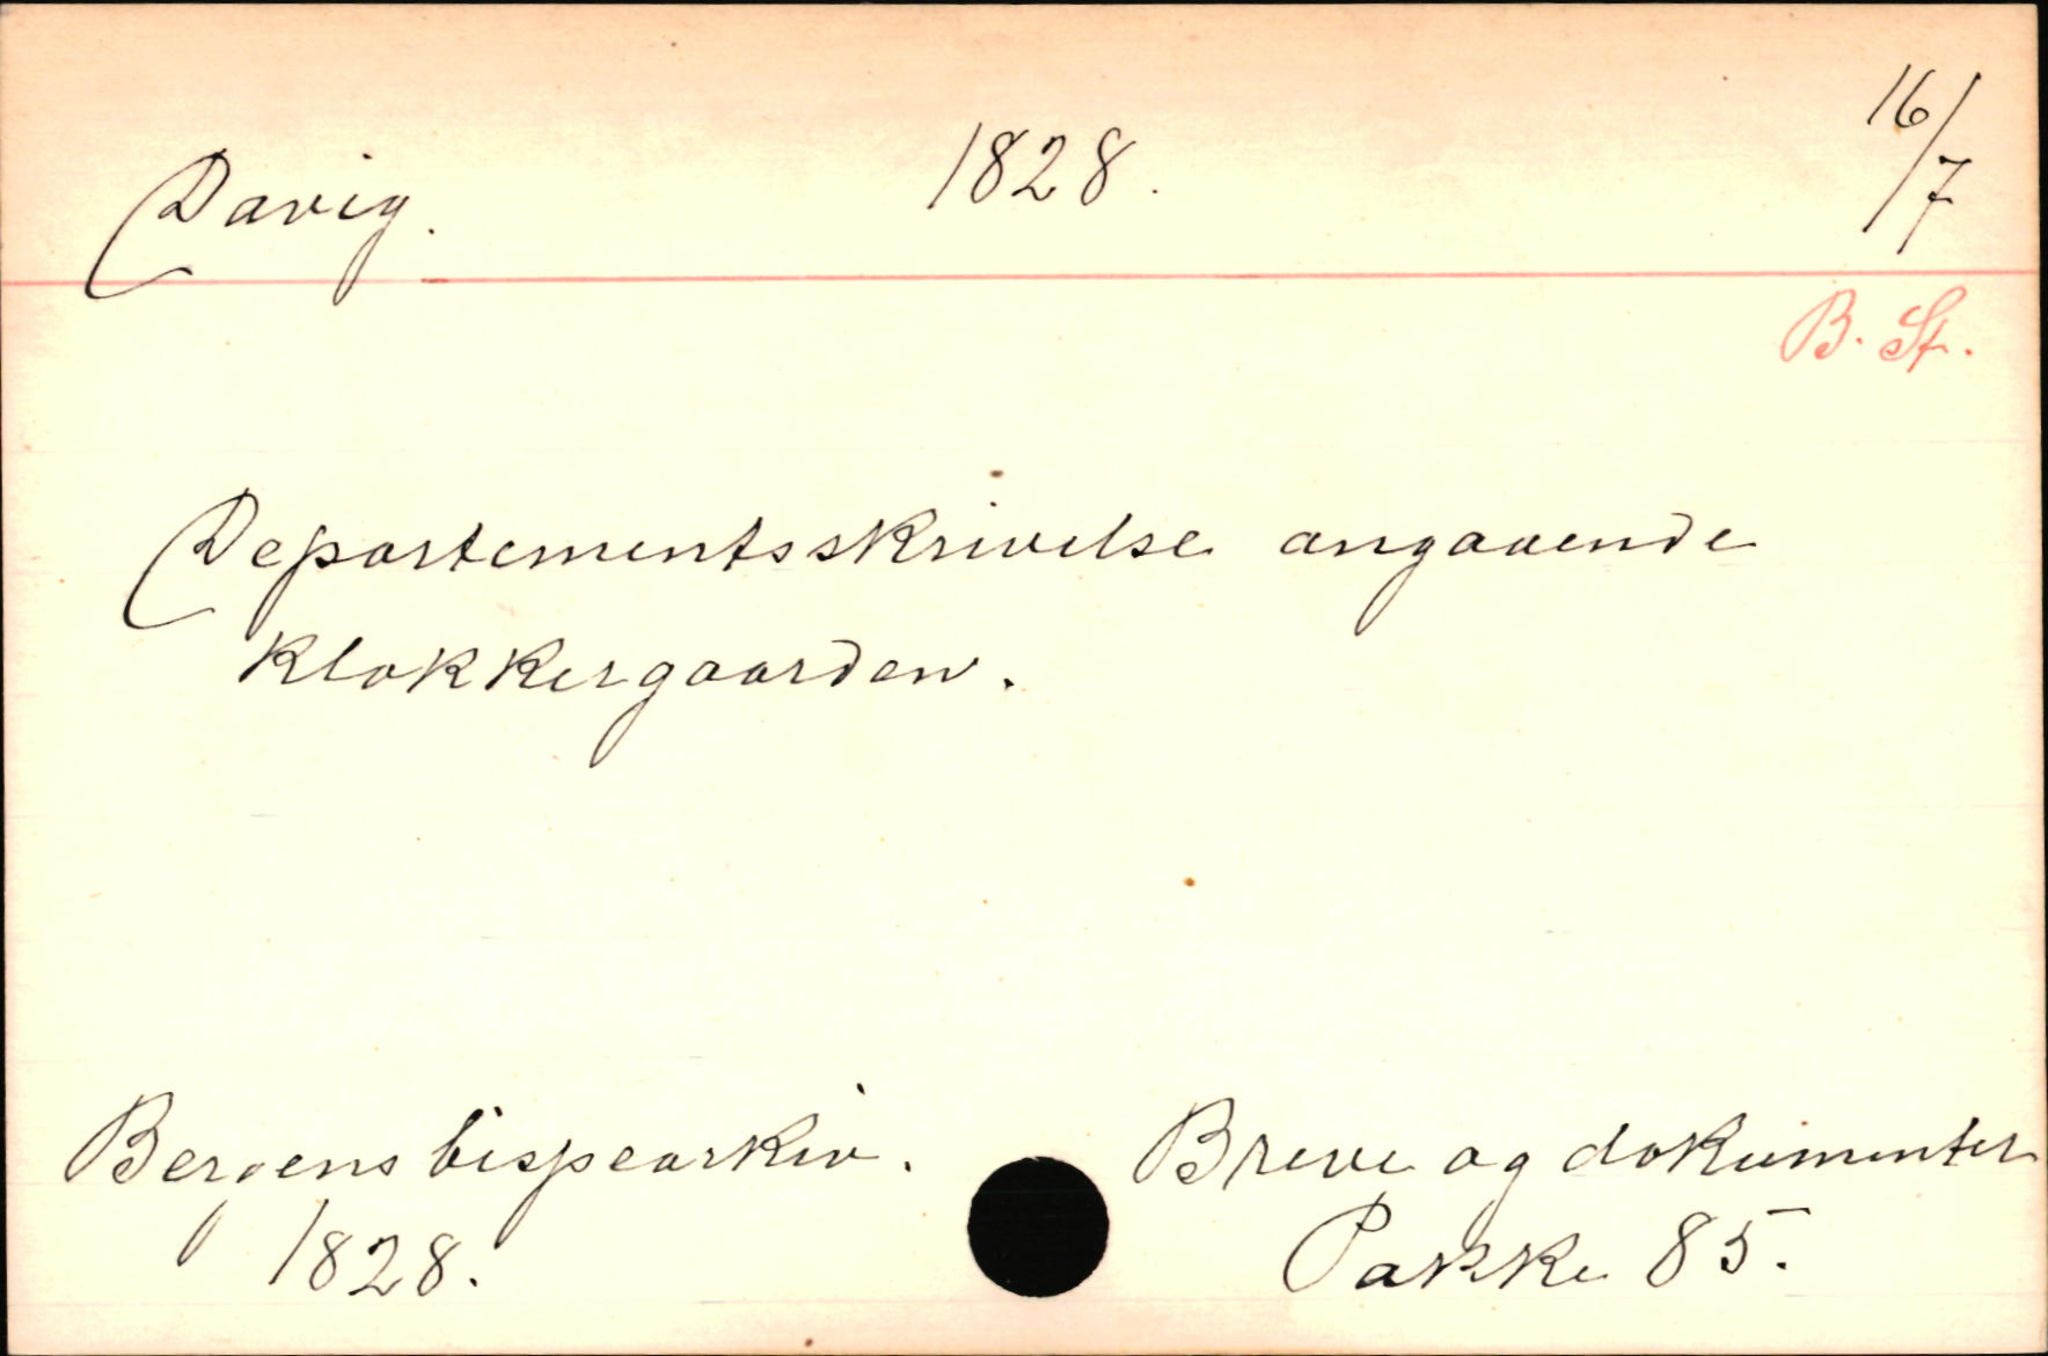 Davig. 1828. 16/7
B. Sf.
Departementsskrivelse angaaende
Klokkergaarden.
Bergens bispearkiv. Breve og dokumenter
1828. Pakke 85.